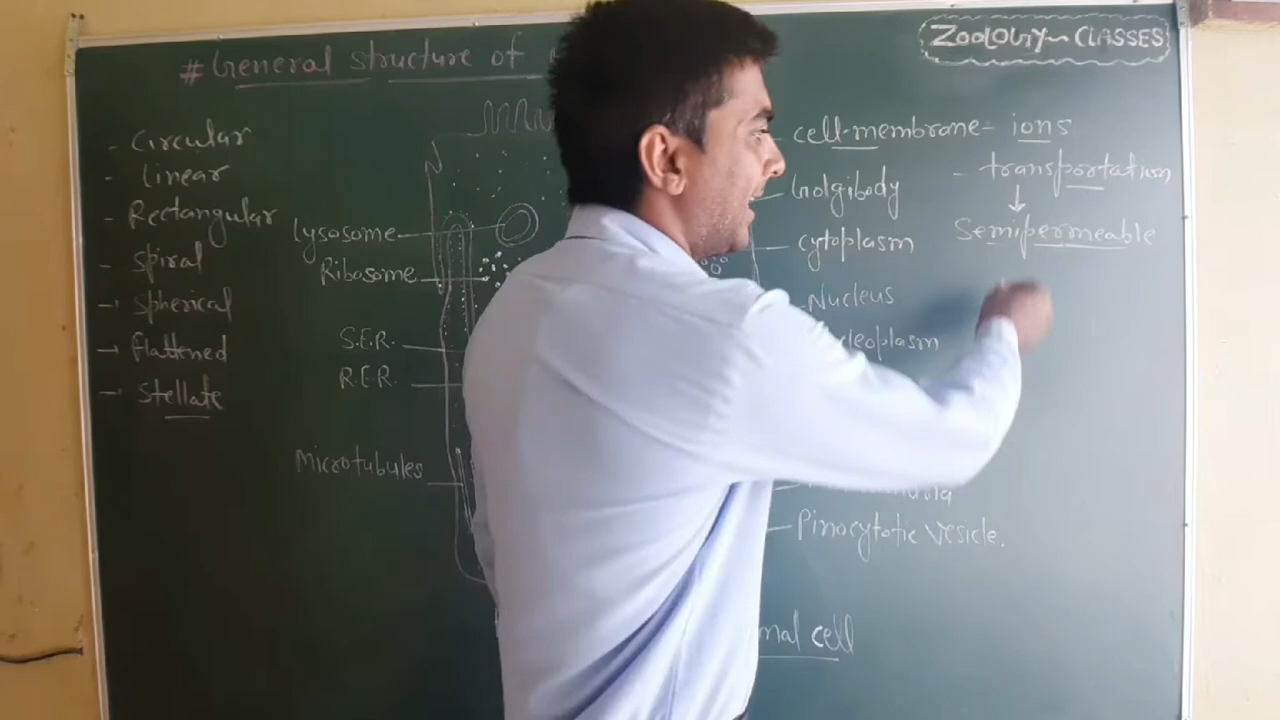 # General structure of
ZOOLOGY CLASSES
- Circular
- linear
- Rectangular
- spiral
→ spherical
→ flattened
→ stellate
Lysosome
Ribosome
S.E.R.
R.E.R.
Microtubules
cell-membrane - ions
- transportation
↓
Semipermeable
Golgibody
cytoplasm
Nucleus
cleoplasm
Pinocytotic vesicle.
mal cell